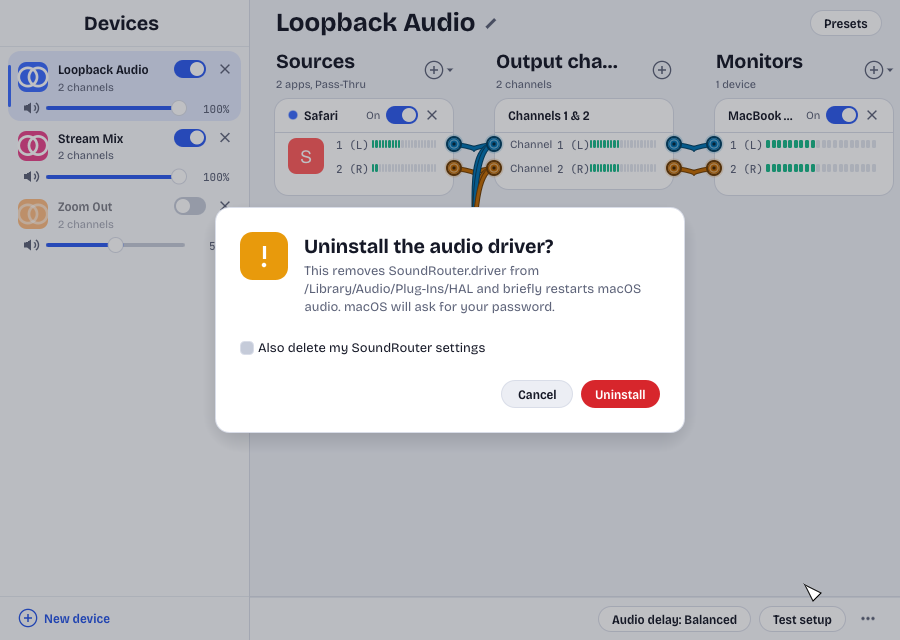 Devices
Loopback Audio
2 channels
100%
Stream Mix
2 channels
100%
Zoom Out
2 channels
New device
Loopback Audio
Presets
Sources
2 apps, Pass-Thru
Output cha...
2 channels
Monitors
1 device
Safari
On
S
1 (L)
2 (R)
Channels 1 & 2
Channel 1 (L)
Channel 2 (R)
MacBook ...
On
1 (L)
2 (R)
!
Uninstall the audio driver?
This removes SoundRouter.driver from
/Library/Audio/Plug-Ins/HAL and briefly restarts macOS
audio. macOS will ask for your password.
Also delete my SoundRouter settings
Cancel
Uninstall
Audio delay: Balanced
Test setup